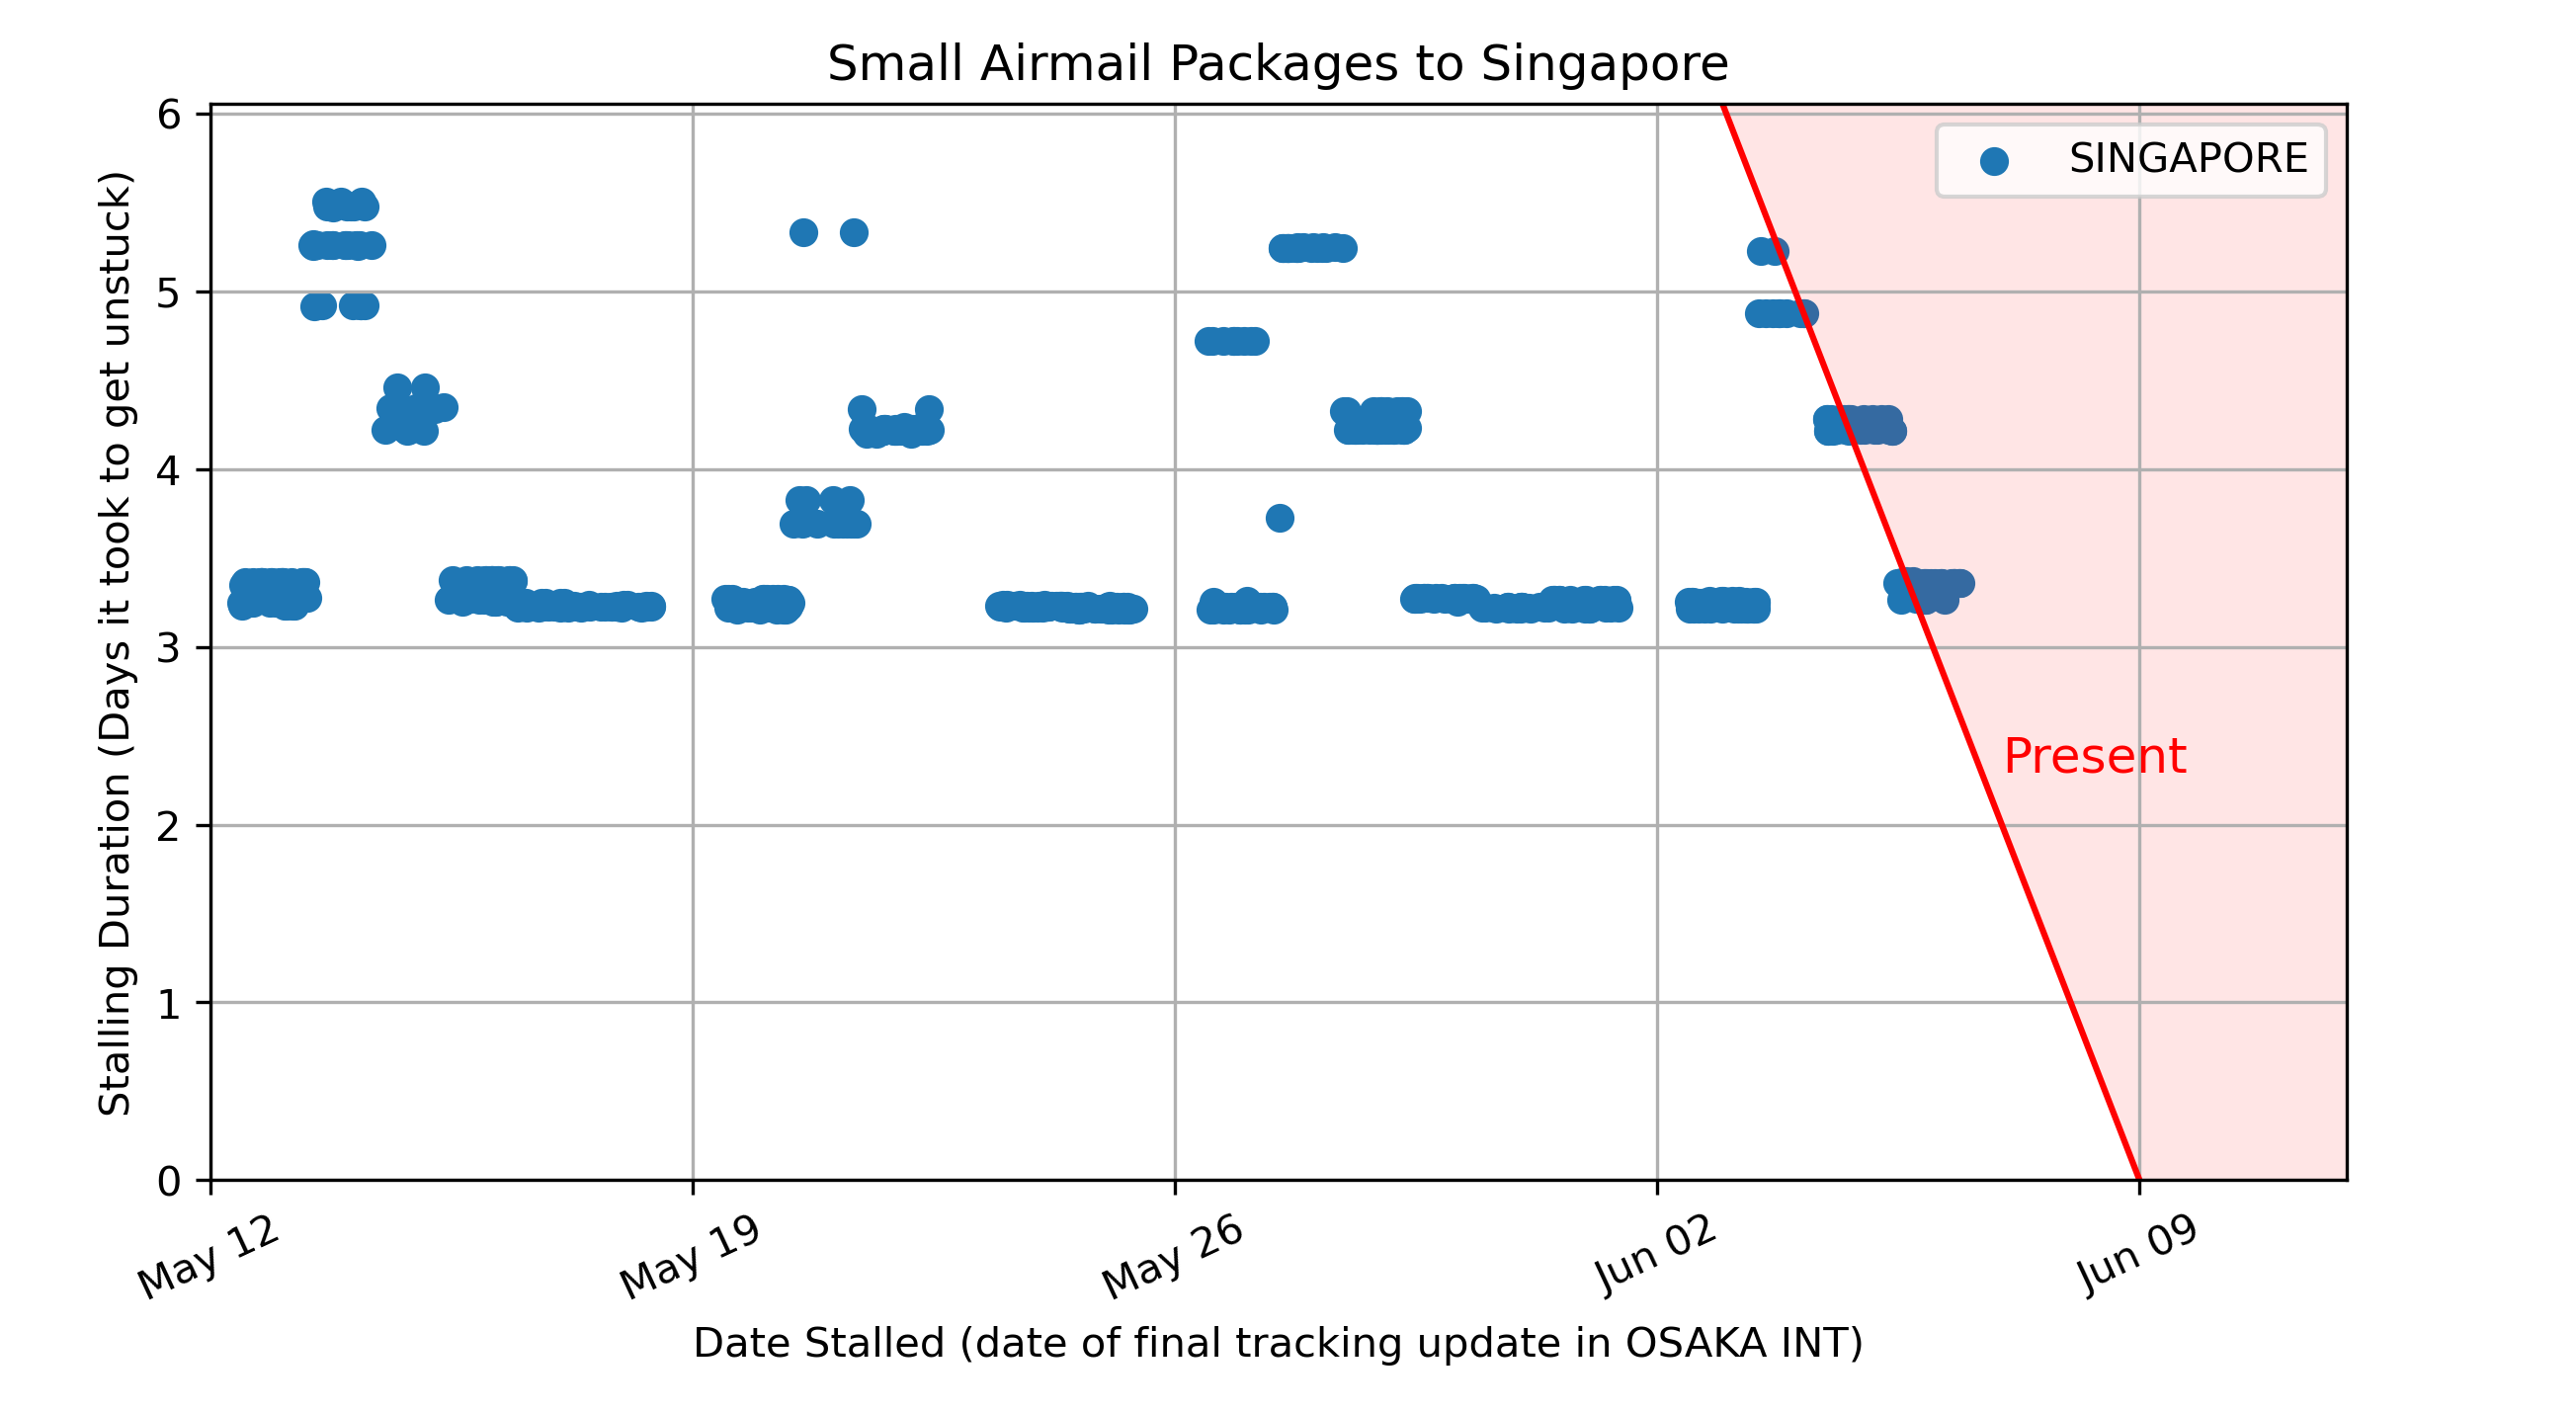 Small Airmail Packages to Singapore
Stalling Duration (Days it took to get unstuck)
6
5
4
3
2
1
0
SINGAPORE
Present
May 12
May 19
May 26
Jun 02
Jun 09
Date Stalled (date of final tracking update in OSAKA INT)